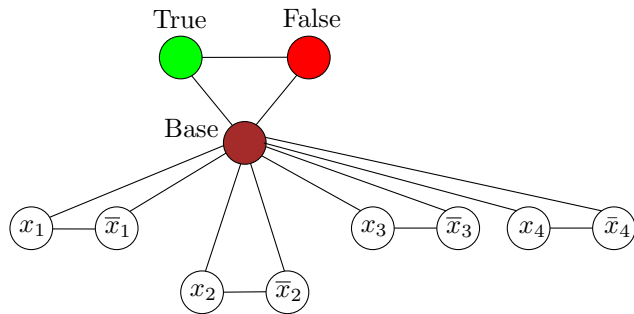 True False
Base
x₁ x̅₁ x₃ x̅₃ x₄ x̄₄
x₂ x̅₂